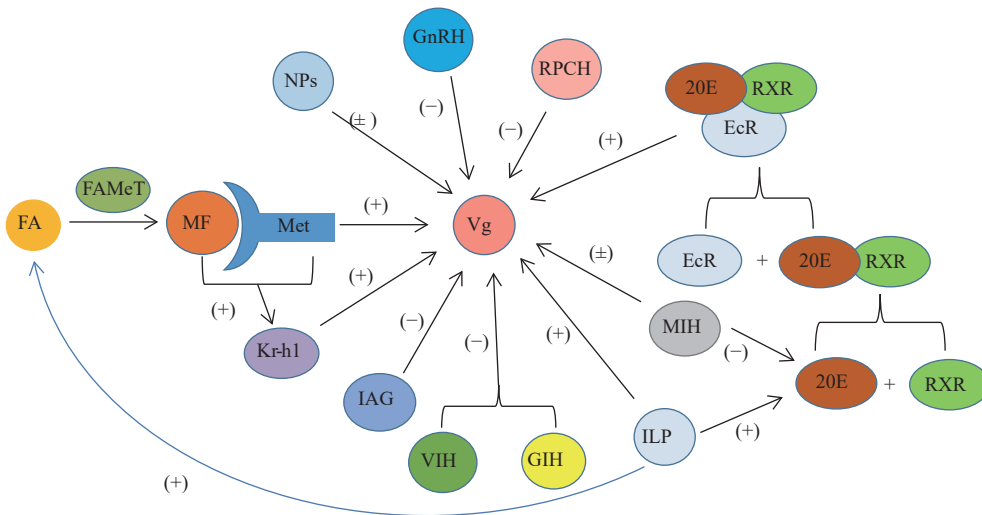 GnRH
NPs
RPCH
20E
RXR
EcR
(±)
(−)
(−)
(+)
FAMeT
FA
MF
Met
(+)
Vg
EcR
+
20E
RXR
(+)
(+)
(±)
Kr-h1
(−)
(−)
(+)
MIH
(−)
IAG
20E
+
RXR
VIH
GIH
ILP
(+)
(+)